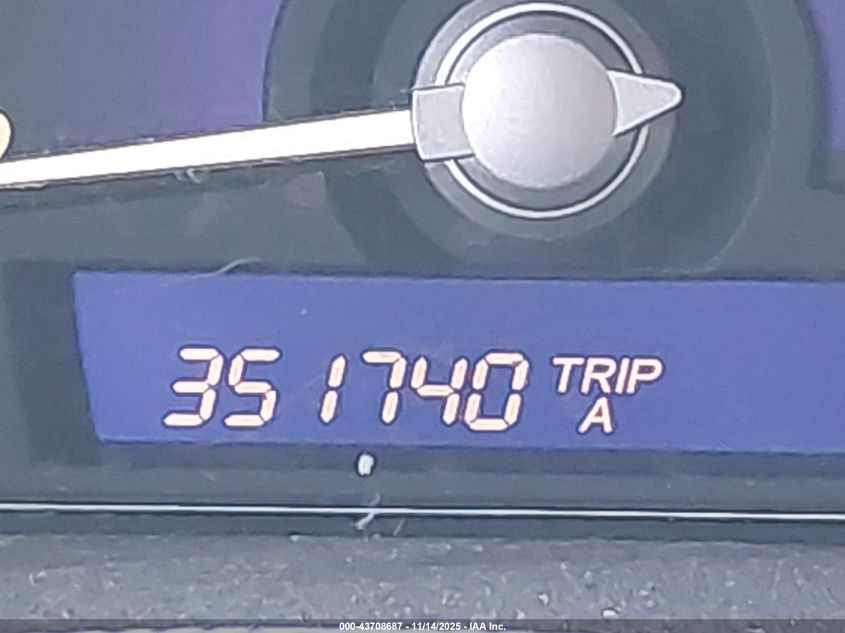 351740 TRIP
A
000-43708687 - 11/14/2025 - IAA Inc.